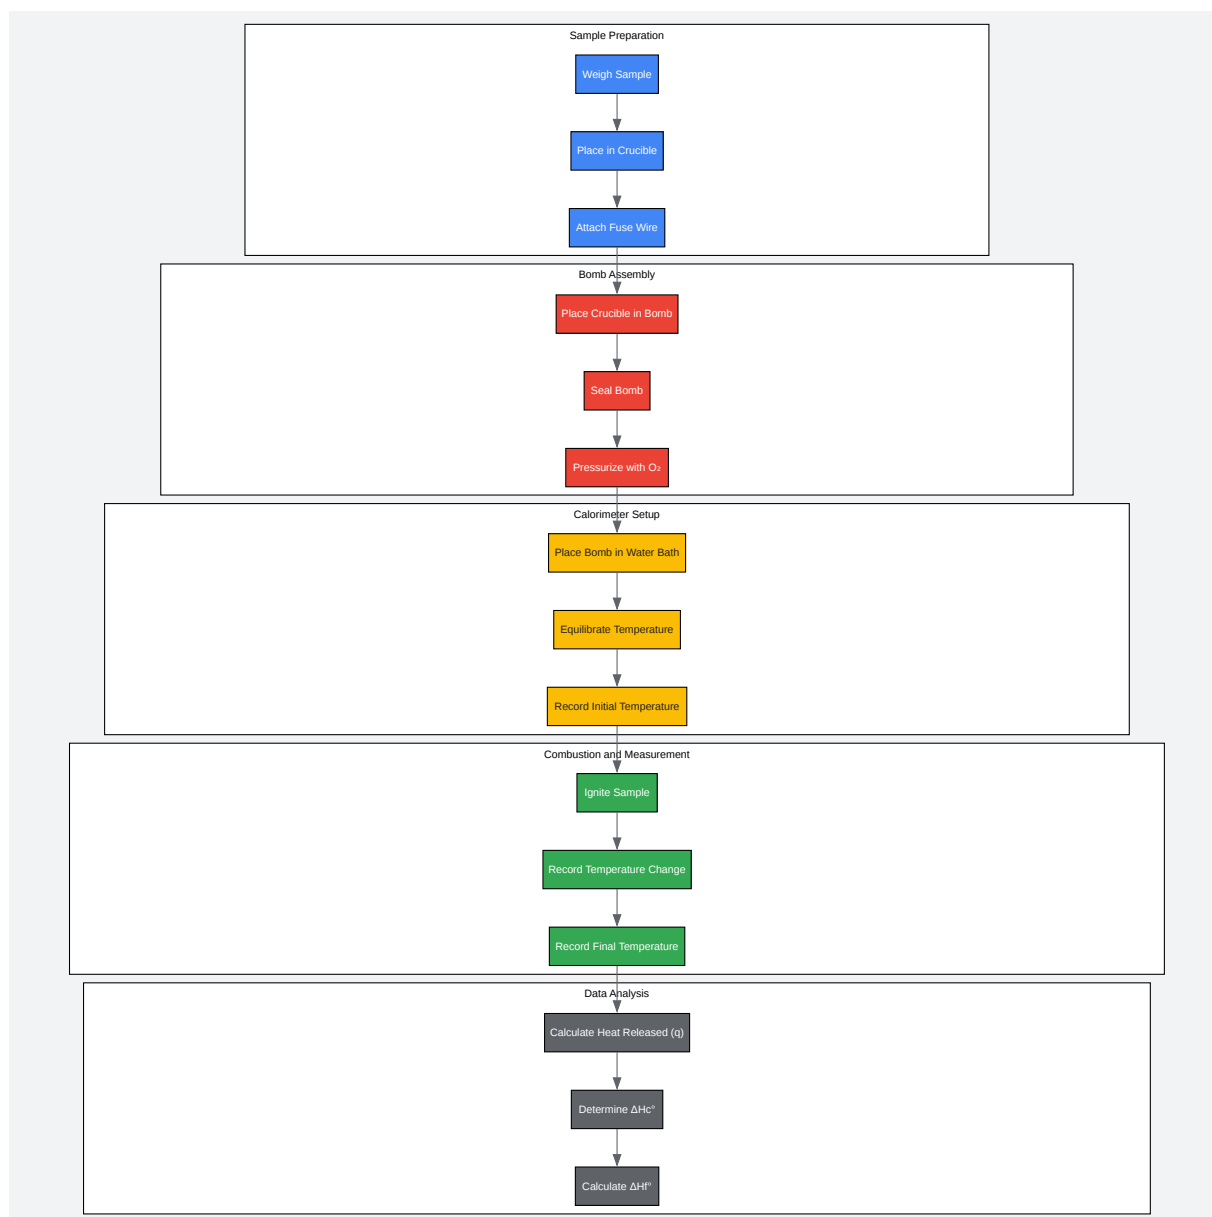 Sample Preparation
Weigh Sample
Place in Crucible
Attach Fuse Wire
Bomb Assembly
Place Crucible in Bomb
Seal Bomb
Pressurize with O₂
Calorimeter Setup
Place Bomb in Water Bath
Equilibrate Temperature
Record Initial Temperature
Combustion and Measurement
Ignite Sample
Record Temperature Change
Record Final Temperature
Data Analysis
Calculate Heat Released (q)
Determine ΔHc°
Calculate ΔHf°